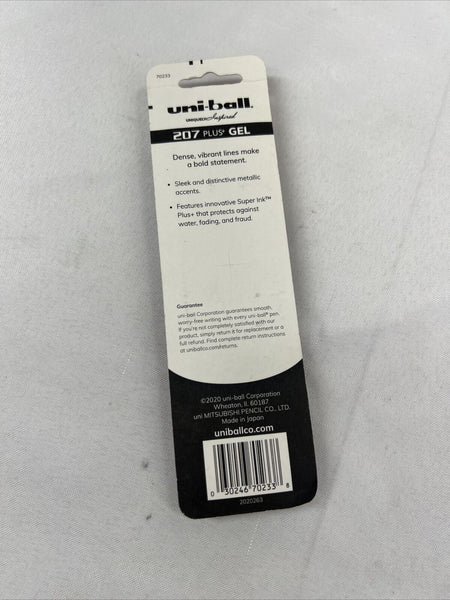 70233
uni-ball®
UNIQUELY Inspired
207 PLUS+ GEL
Dense, vibrant lines make
a bold statement.
• Sleek and distinctive metallic
accents.
• Features innovative Super Ink™
Plus+ that protects against
water, fading, and fraud.
Guarantee
uni-ball Corporation guarantees smooth,
worry-free writing with every uni-ball® pen.
If you're not completely satisfied with our
product, simply return it for replacement or a
full refund. Find complete return instructions
at uniballco.com/returns.
©2020 uni-ball Corporation
Wheaton, IL 60187
uni MITSUBISHI PENCIL CO., LTD.
Made in Japan
uniballco.com
0 30246 70233 8
2020263